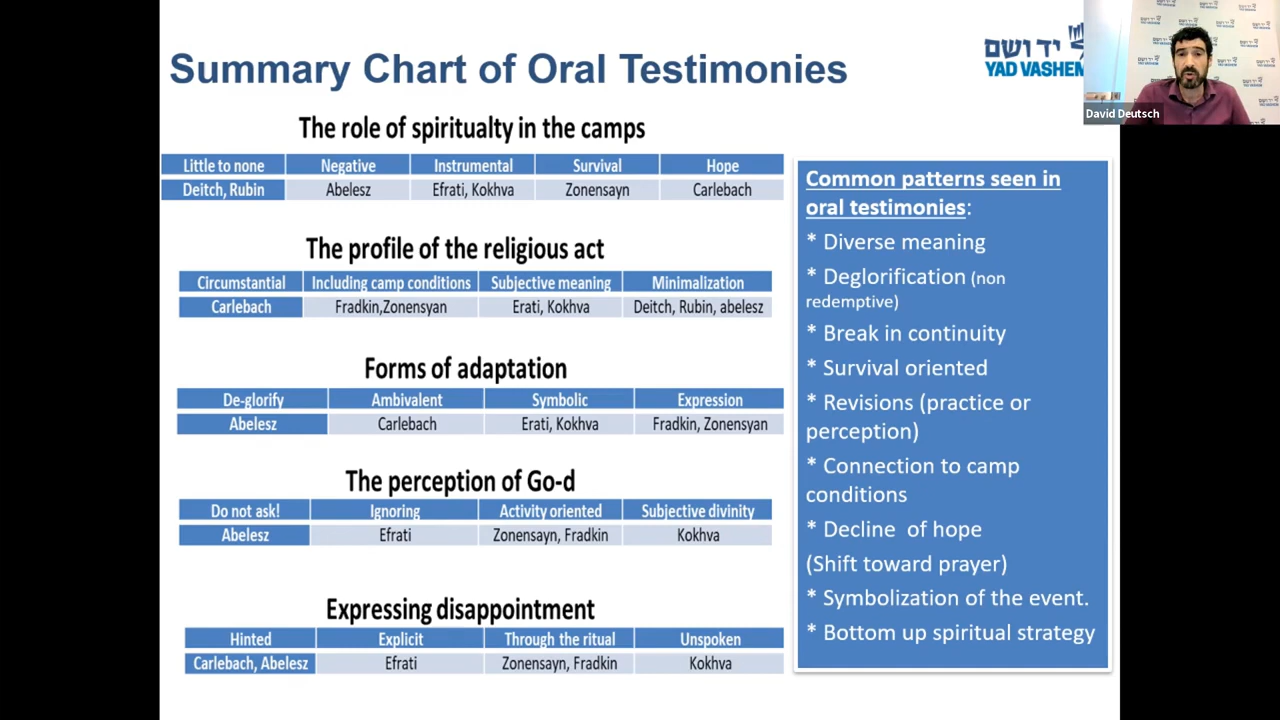 Summary Chart of Oral Testimonies
יד ושם
YAD VASHEM
David Deutsch
The role of spiritualty in the camps
Little to none Negative Instrumental Survival Hope
Deitch, Rubin Abelesz Efrati, Kokhva Zonensayn Carlebach
The profile of the religious act
Circumstantial Including camp conditions Subjective meaning Minimalization
Carlebach Fradkin,Zonensyan Erati, Kokhva Deitch, Rubin, abelesz
Forms of adaptation
De-glorify Ambivalent Symbolic Expression
Abelesz Carlebach Erati, Kokhva Fradkin, Zonensyan
The perception of Go-d
Do not ask! Ignoring Activity oriented Subjective divinity
Abelesz Efrati Zonensayn, Fradkin Kokhva
Expressing disappointment
Hinted Explicit Through the ritual Unspoken
Carlebach, Abelesz Efrati Zonensayn, Fradkin Kokhva
Common patterns seen in
oral testimonies:
* Diverse meaning
* Deglorification (non
redemptive)
* Break in continuity
* Survival oriented
* Revisions (practice or
perception)
* Connection to camp
conditions
* Decline of hope
(Shift toward prayer)
* Symbolization of the event.
* Bottom up spiritual strategy